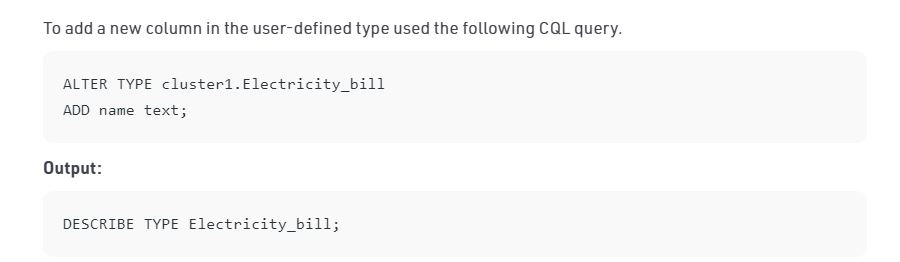 To add a new column in the user-defined type used the following CQL query.
ALTER TYPE cluster1.Electricity_bill
ADD name text;
Output:
DESCRIBE TYPE Electricity_bill;